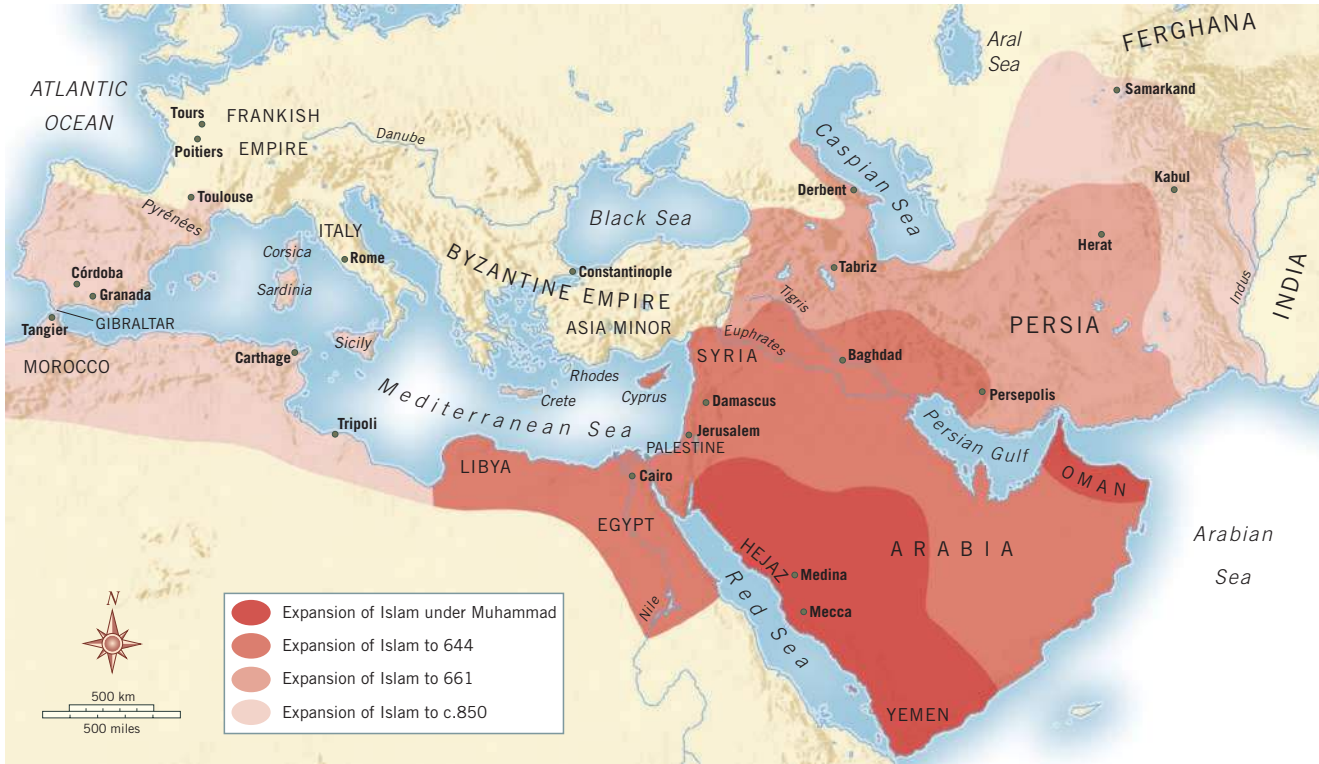 FERGHANA
Aral
Sea
ATLANTIC
OCEAN
Samarkand
Tours
FRANKISH
EMPIRE
Poitiers
Danube
Caspian Sea
Toulouse
Pyrénées
Derbent
Kabul
Black Sea
ITALY
Rome
Corsica
Sardinia
Herat
BYZANTINE EMPIRE
Constantinople
Tabriz
Córdoba
Granada
GIBRALTAR
Tangier
ASIA MINOR
Tigris
Indus
INDIA
PERSIA
MOROCCO
Carthage
Sicily
SYRIA
Euphrates
Baghdad
Rhodes
Crete
Cyprus
Damascus
Persepolis
Mediterranean Sea
Tripoli
Jerusalem
PALESTINE
Persian Gulf
LIBYA
Cairo
OMAN
EGYPT
ARABIA
Arabian
Sea
HEJAZ
Medina
Mecca
Red Sea
Nile
YEMEN
N
500 km
500 miles
Expansion of Islam under Muhammad
Expansion of Islam to 644
Expansion of Islam to 661
Expansion of Islam to c.850